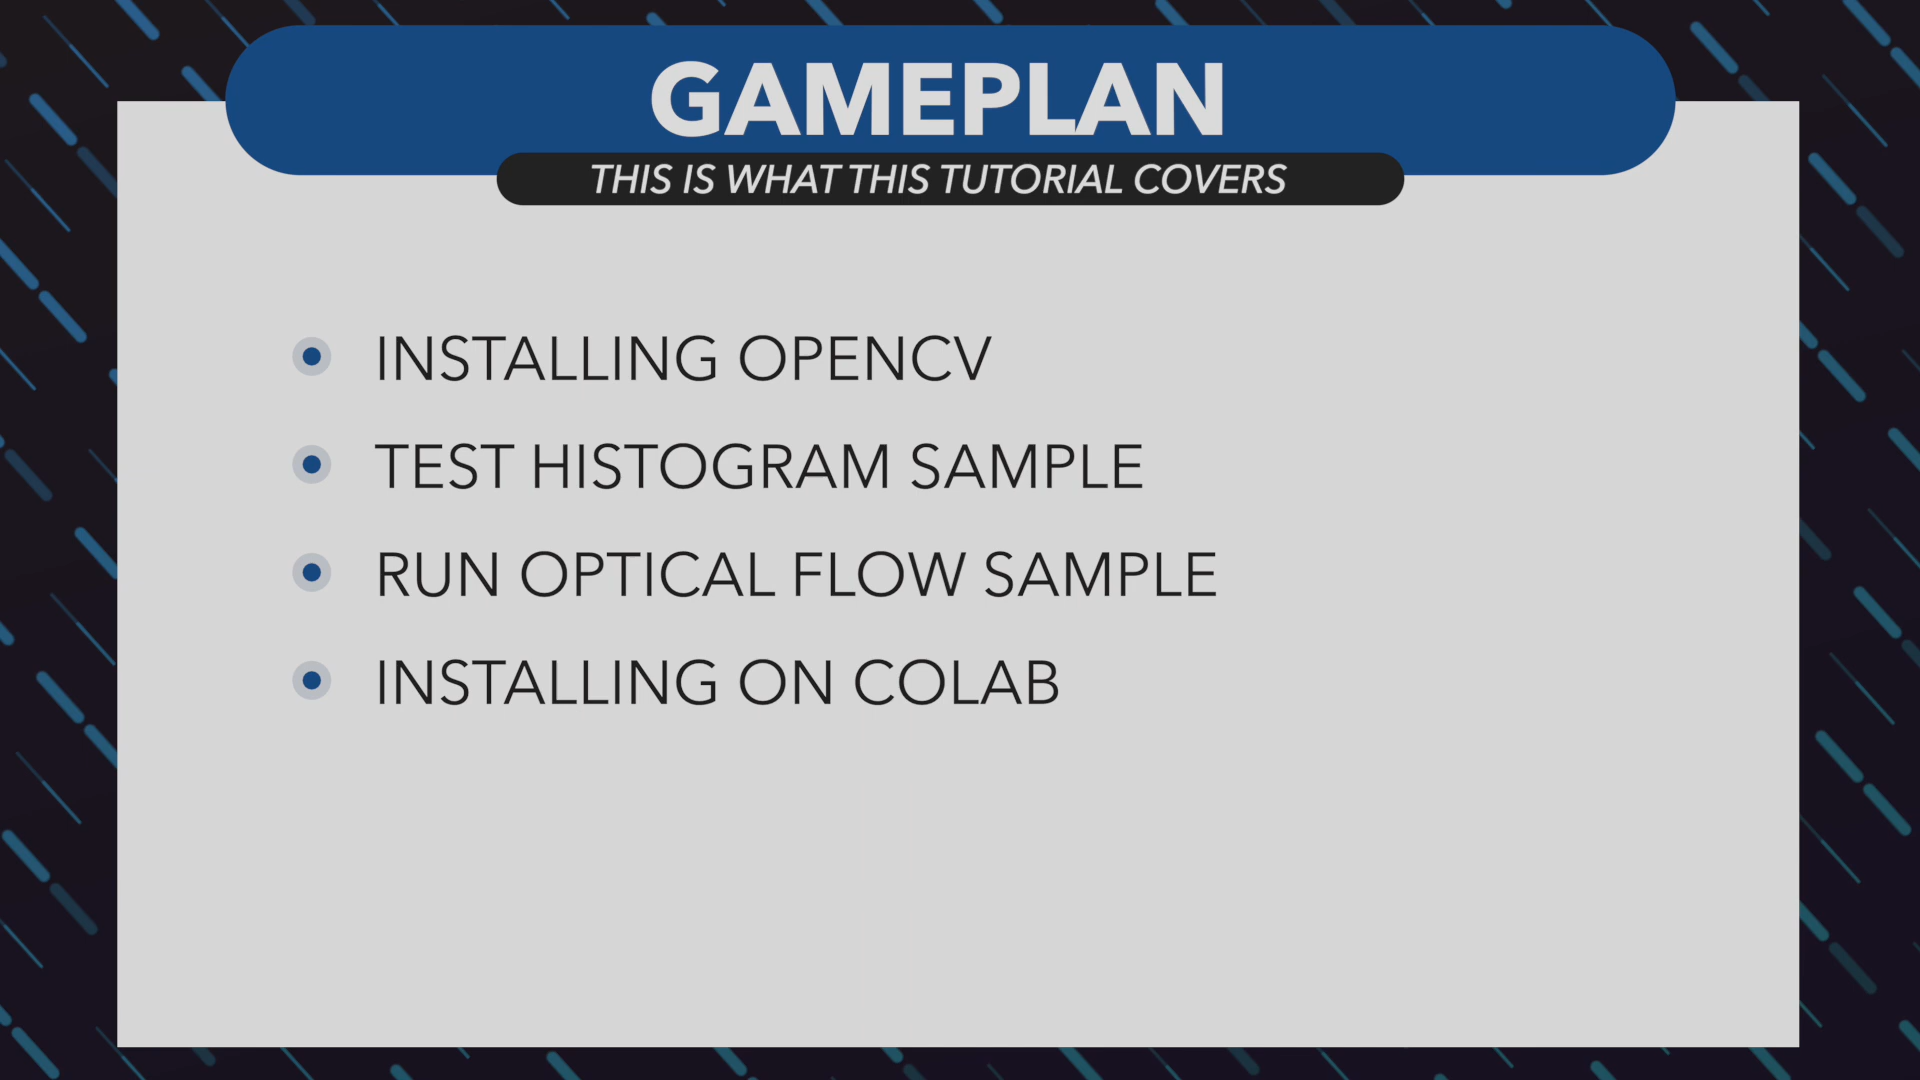 GAMEPLAN
THIS IS WHAT THIS TUTORIAL COVERS
INSTALLING OPENCV
TEST HISTOGRAM SAMPLE
RUN OPTICAL FLOW SAMPLE
INSTALLING ON COLAB